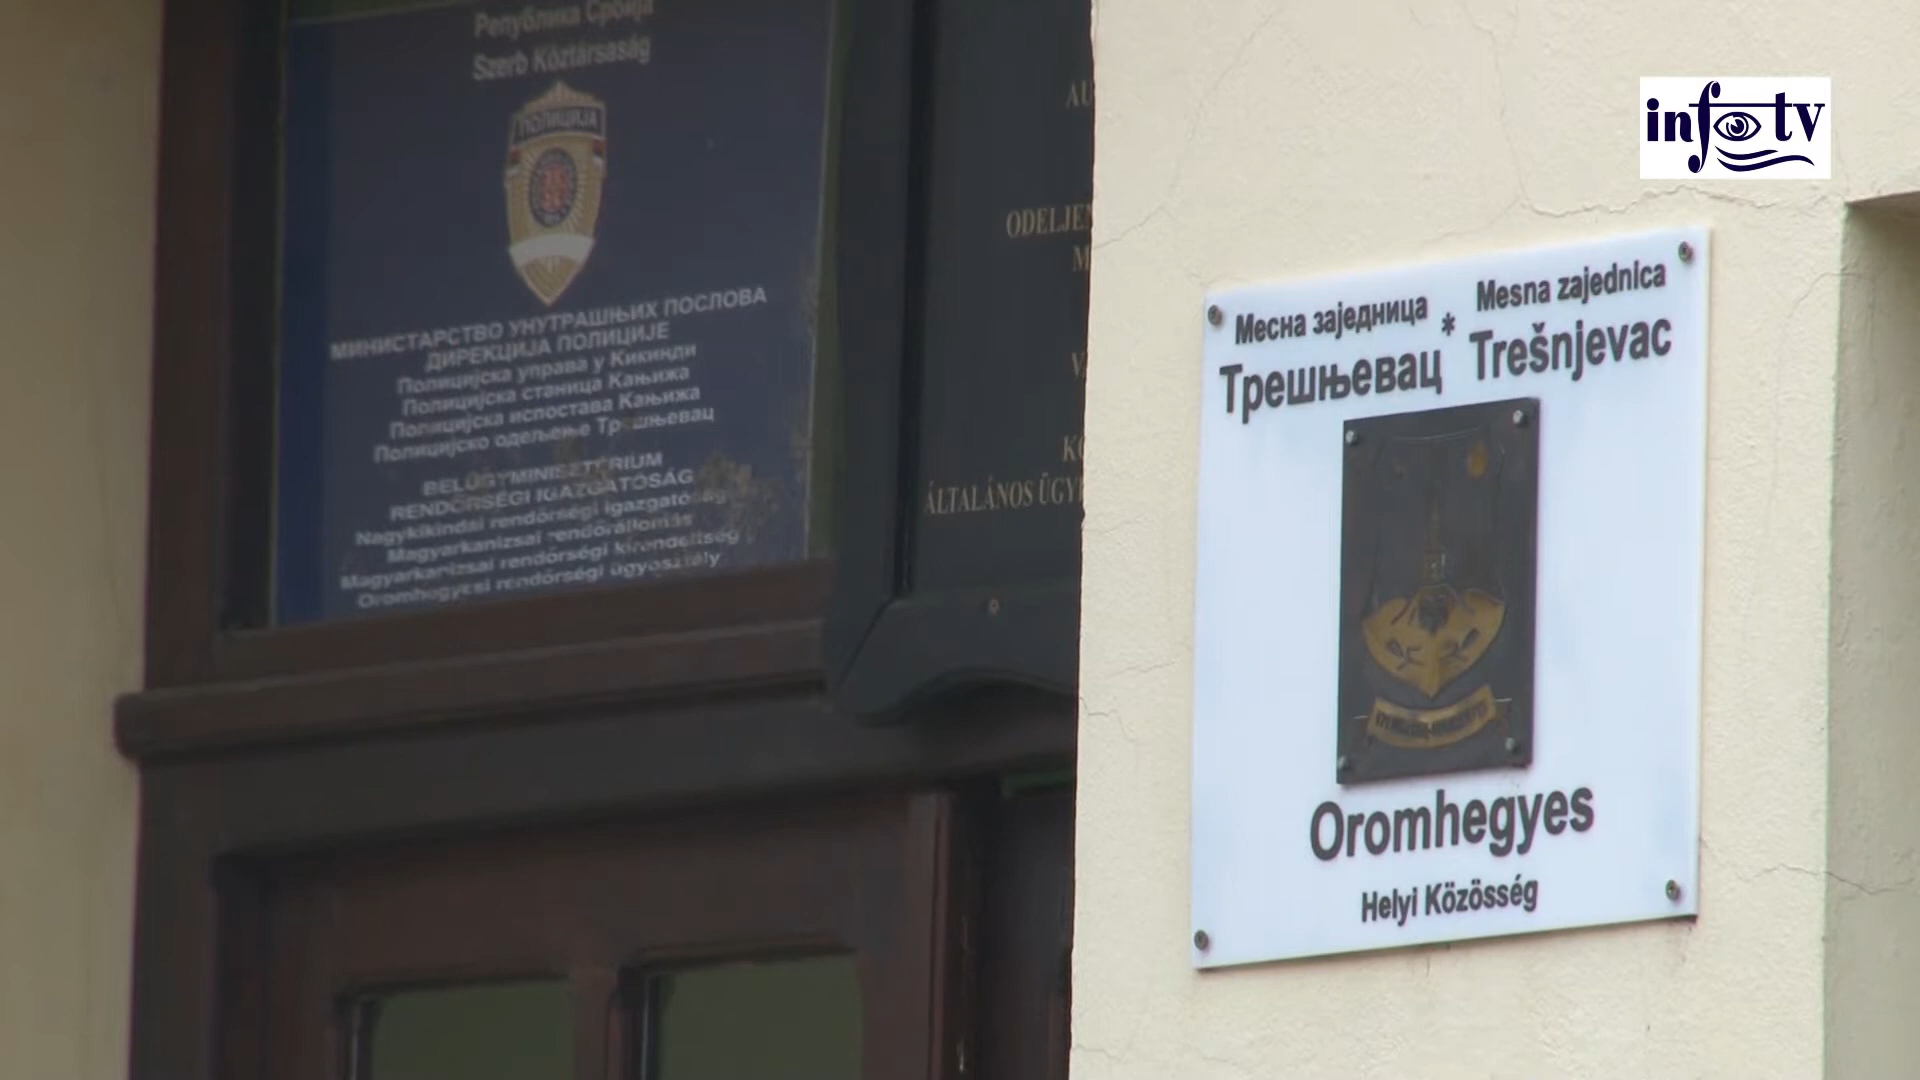 Република Србија
Szerb Köztársaság
ПОЛИЦИЈА
МИНИСТАРСТВО УНУТРАШЊИХ ПОСЛОВА
ДИРЕКЦИЈА ПОЛИЦИЈЕ
Полицијска управа у Кикинди
Полицијска станица Кањижа
Полицијска испостава Кањижа
Полицијско одељење Трешњевац
BELÜGYMINISZTÉRIUM
RENDŐRSÉGI IGAZGATÓSÁG
Nagykikindai rendőrségi igazgatóság
Magyarkanizsai rendőrállomás
Magyarkanizsai rendőrségi kirendeltség
Oromhegyesi rendőrségi ügyosztály
AU
ODELJEN
M
V
KÖ
ÁLTALÁNOS ÜGY
info tv
Месна заједница * Mesna zajednica
Трешњевац Trešnjevac
Oromhegyes
Helyi Közösség